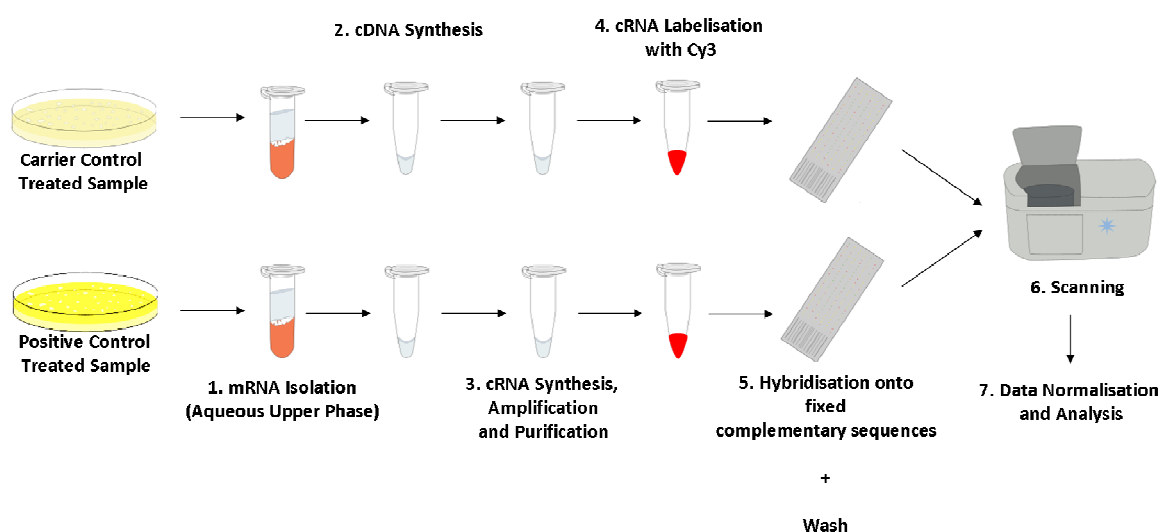 2. cDNA Synthesis
4. cRNA Labelisation
with Cy3
Carrier Control
Treated Sample
Positive Control
Treated Sample
1. mRNA Isolation
(Aqueous Upper Phase)
3. cRNA Synthesis,
Amplification
and Purification
5. Hybridisation onto
fixed
complementary sequences
+
Wash
6. Scanning
7. Data Normalisation
and Analysis